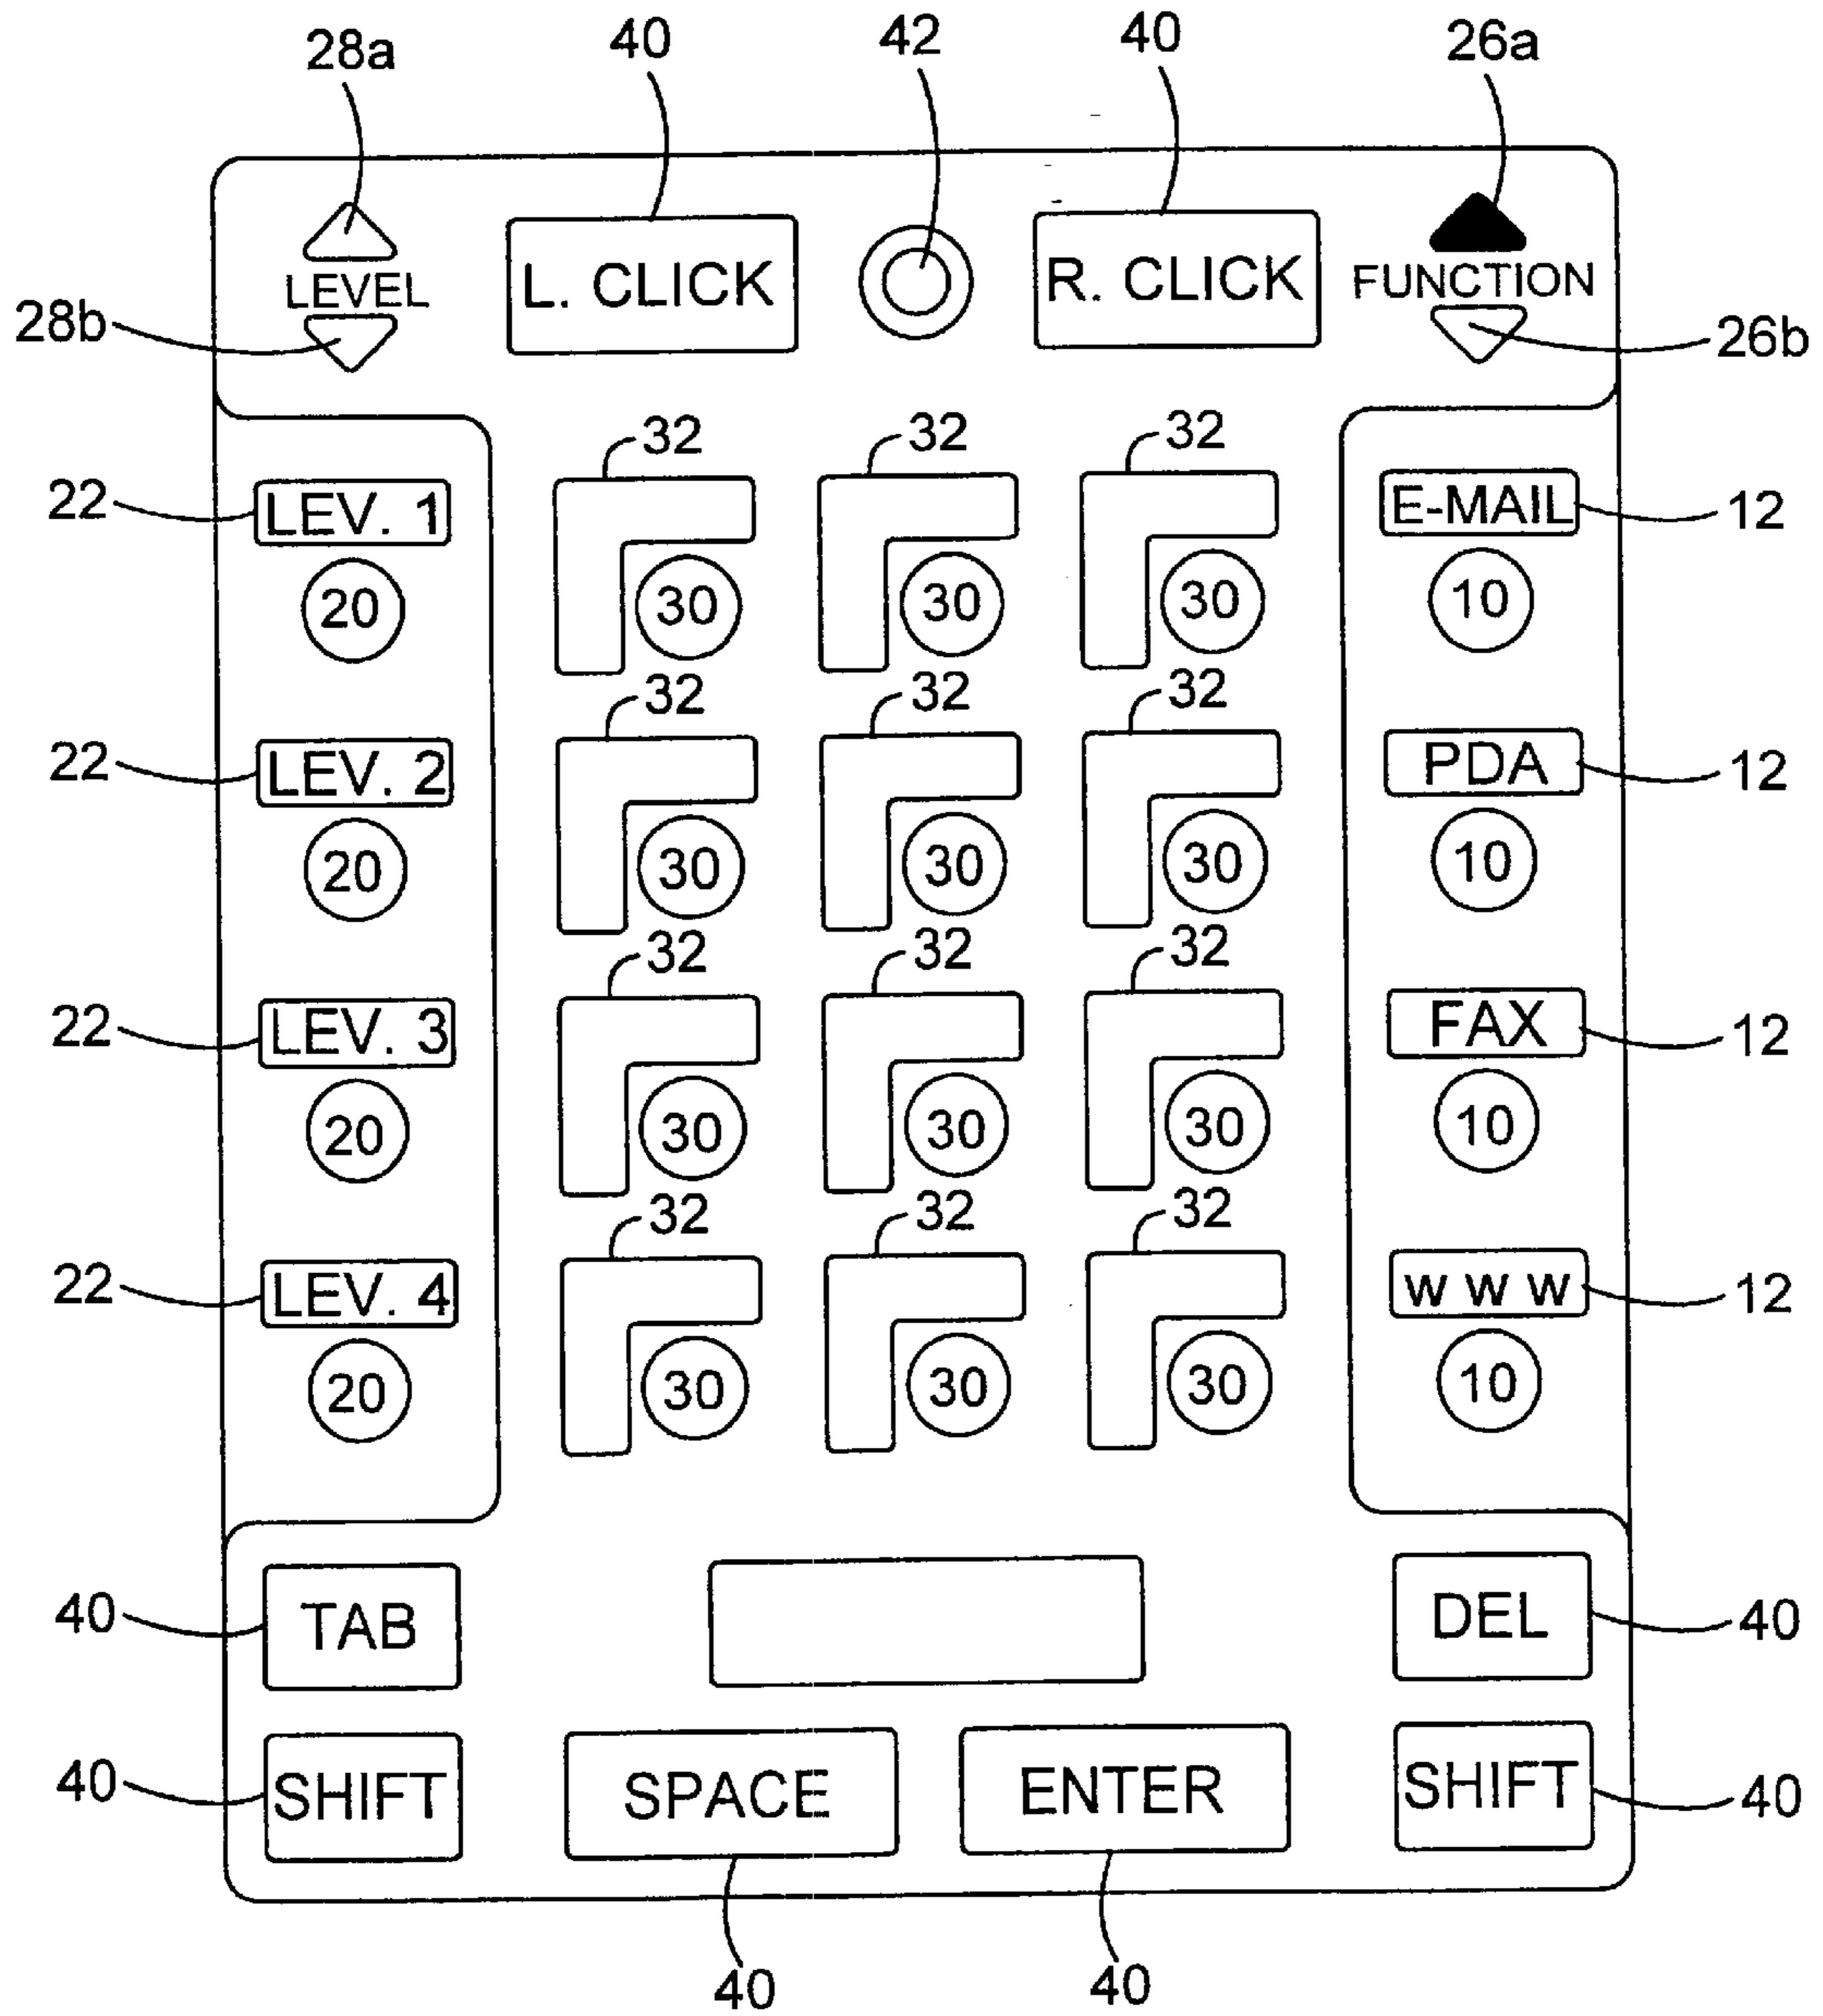 28a 40 42 40 26a
LEVEL L. CLICK R. CLICK FUNCTION
28b 26b
32 32 32
22 LEV. 1 E-MAIL 12
20 30 30 30 10
32 32 32
22 LEV. 2 PDA 12
20 30 30 30 10
32 32 32
22 LEV. 3 FAX 12
20 30 30 30 10
32 32 32
22 LEV. 4 W W W 12
20 30 30 30 10
40 TAB DEL 40
40 SHIFT SPACE ENTER SHIFT 40
40 40